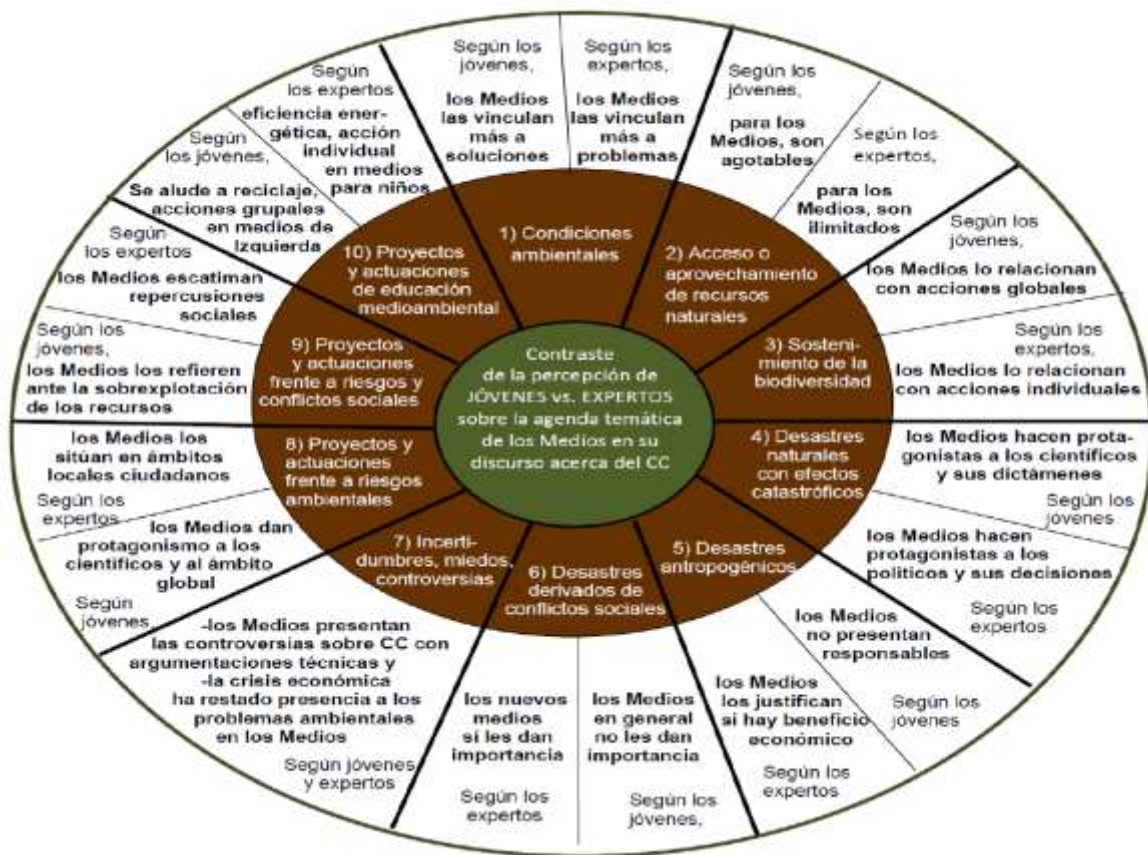 Contraste
de la percepción de
JÓVENES vs. EXPERTOS
sobre la agenda temática
de los Medios en su
discurso acerca del CC
1) Condiciones
ambientales
Según los
jóvenes,
los Medios
las vinculan
más a
soluciones
Según los
expertos,
los Medios
las vinculan
más a
problemas
2) Acceso o
aprovechamiento
de recursos
naturales
Según los
jóvenes,
para los
Medios, son
agotables
Según los
expertos,
para los
Medios, son
ilimitados
3) Sosteni-
miento de la
biodiversidad
Según los
jóvenes,
los Medios lo relacionan
con acciones globales
Según los
expertos,
los Medios lo relacionan
con acciones individuales
4) Desastres
naturales
con efectos
catastróficos
los Medios hacen prota-
gonistas a los científicos
y sus dictámenes
Según los
jóvenes
los Medios hacen
protagonistas a los
políticos y sus decisiones
Según los
expertos
5) Desastres
antropogénicos
los Medios
no presentan
responsables
Según los
jóvenes
los Medios
los justifican
si hay beneficio
económico
Según los
expertos
6) Desastres
derivados de
conflictos sociales
los Medios
en general
no les dan
importancia
Según los
jóvenes,
los nuevos
medios
sí les dan
importancia
Según los
expertos
7) Incerti-
dumbres, miedos,
controversias
-los Medios presentan
las controversias sobre CC con
argumentaciones técnicas y
-la crisis económica
ha restado presencia a los
problemas ambientales
en los Medios
Según jóvenes
y expertos
8) Proyectos y
actuaciones
frente a riesgos
ambientales
los Medios dan
protagonismo a los
científicos y al ámbito
global
Según
jóvenes,
los Medios los
sitúan en ámbitos
locales ciudadanos
Según los
expertos
9) Proyectos
y actuaciones
frente a riesgos y
conflictos sociales
Según los
jóvenes,
los Medios los refieren
ante la sobrexplotación
de los recursos
Según
los expertos
los Medios escatiman
repercusiones
sociales
10) Proyectos
y actuaciones
de educación
medioambiental
Según
los jóvenes,
Se alude a reciclaje,
acciones grupales
en medios de
Izquierda
Según
los expertos
eficiencia ener-
gética, acción
individual
en medios
para niños